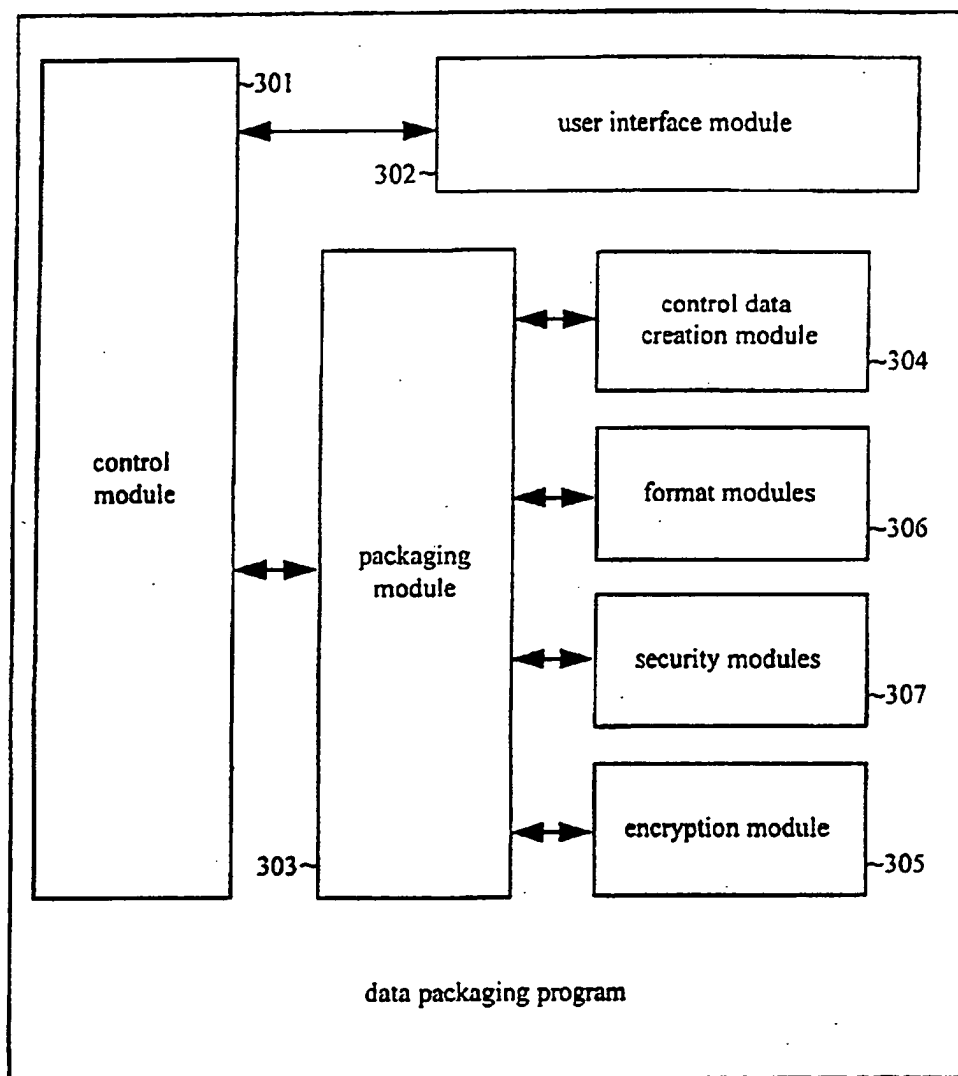 301
user interface module
302
control data
creation module
304
control
module
format modules
306
packaging
module
security modules
307
encryption module
303
305
data packaging program